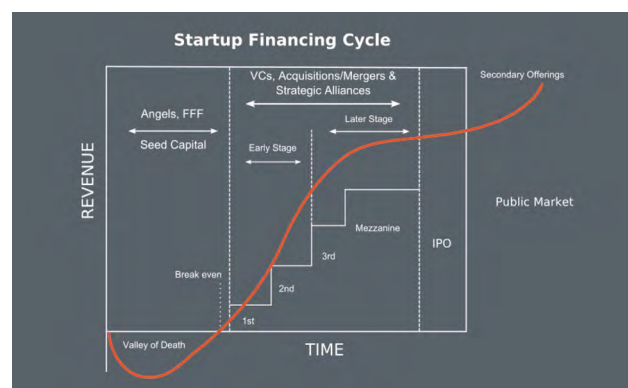 Startup Financing Cycle
VCs, Acquisitions/Mergers &
Strategic Alliances
Secondary Offerings
Angels, FFF
Seed Capital
Later Stage
Early Stage
REVENUE
Public Market
Mezzanine
IPO
3rd
Break even
2nd
1st
Valley of Death
TIME